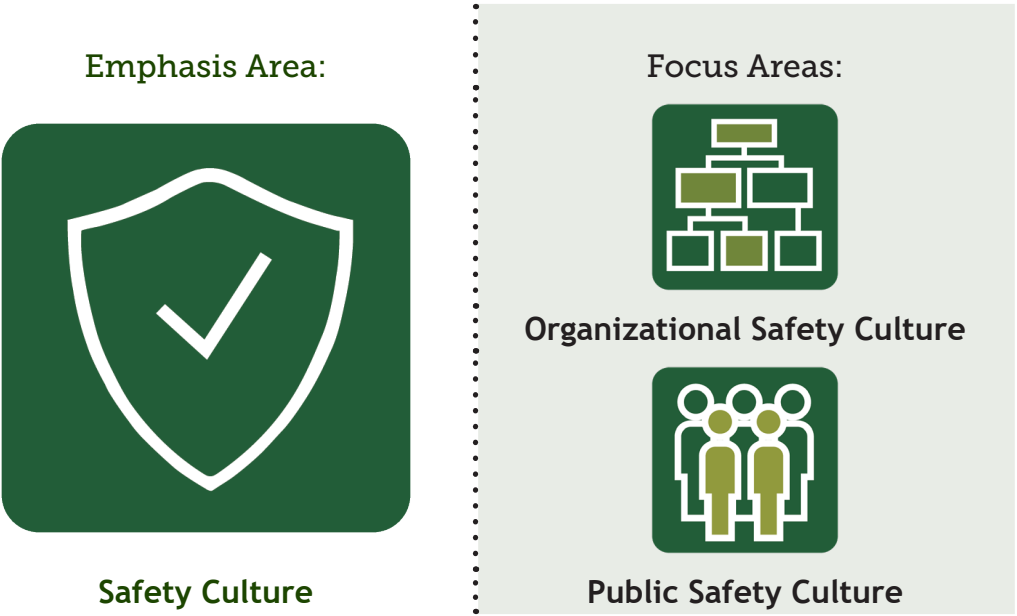 Emphasis Area:
Safety Culture
Focus Areas:
Organizational Safety Culture
Public Safety Culture